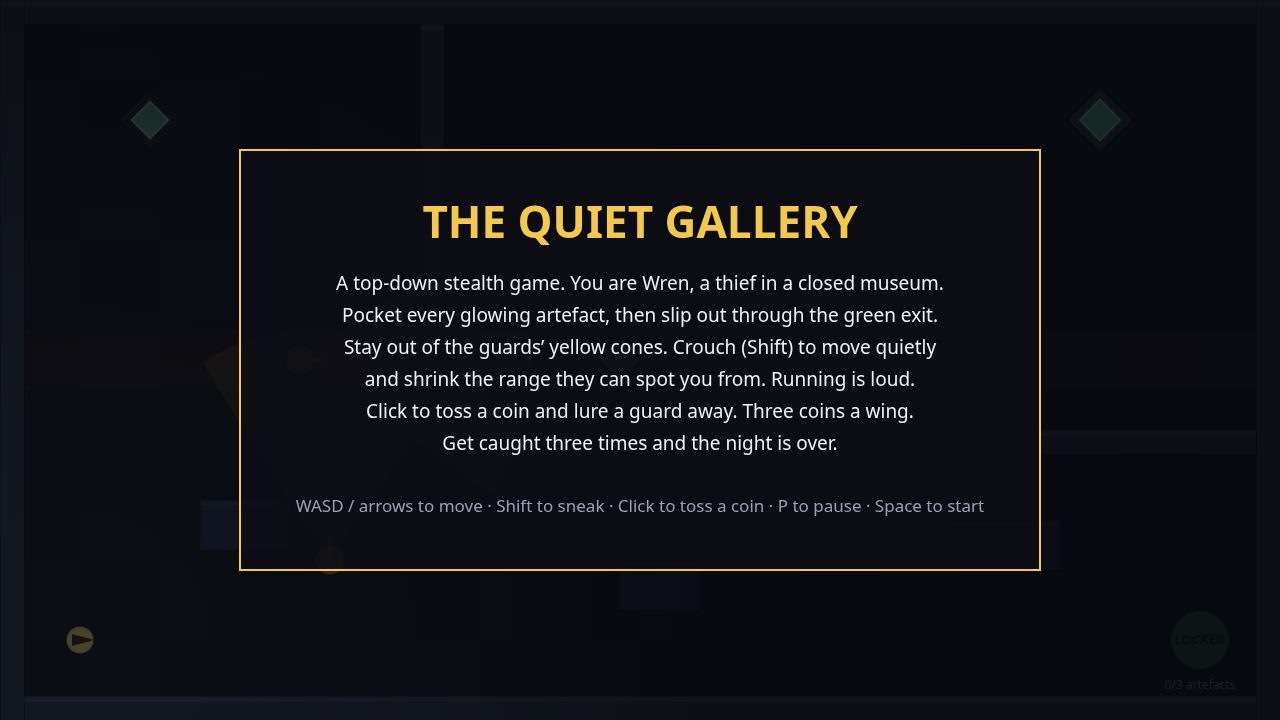 THE QUIET GALLERY
A top-down stealth game. You are Wren, a thief in a closed museum.
Pocket every glowing artefact, then slip out through the green exit.
Stay out of the guards’ yellow cones. Crouch (Shift) to move quietly
and shrink the range they can spot you from. Running is loud.
Click to toss a coin and lure a guard away. Three coins a wing.
Get caught three times and the night is over.
WASD / arrows to move · Shift to sneak · Click to toss a coin · P to pause · Space to start
LOCKED
0/3 artefacts